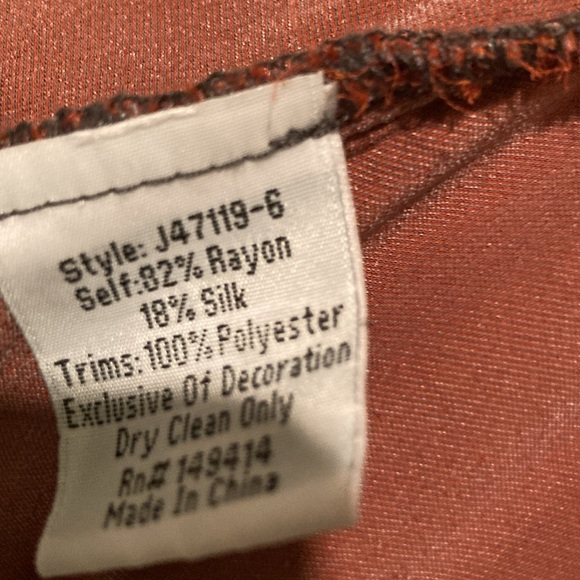 Style: J47119-6
Self:82% Rayon
18% Silk
Trims:100% Polyester
Exclusive Of Decoration
Dry Clean Only
Rn#:149414
Made In China